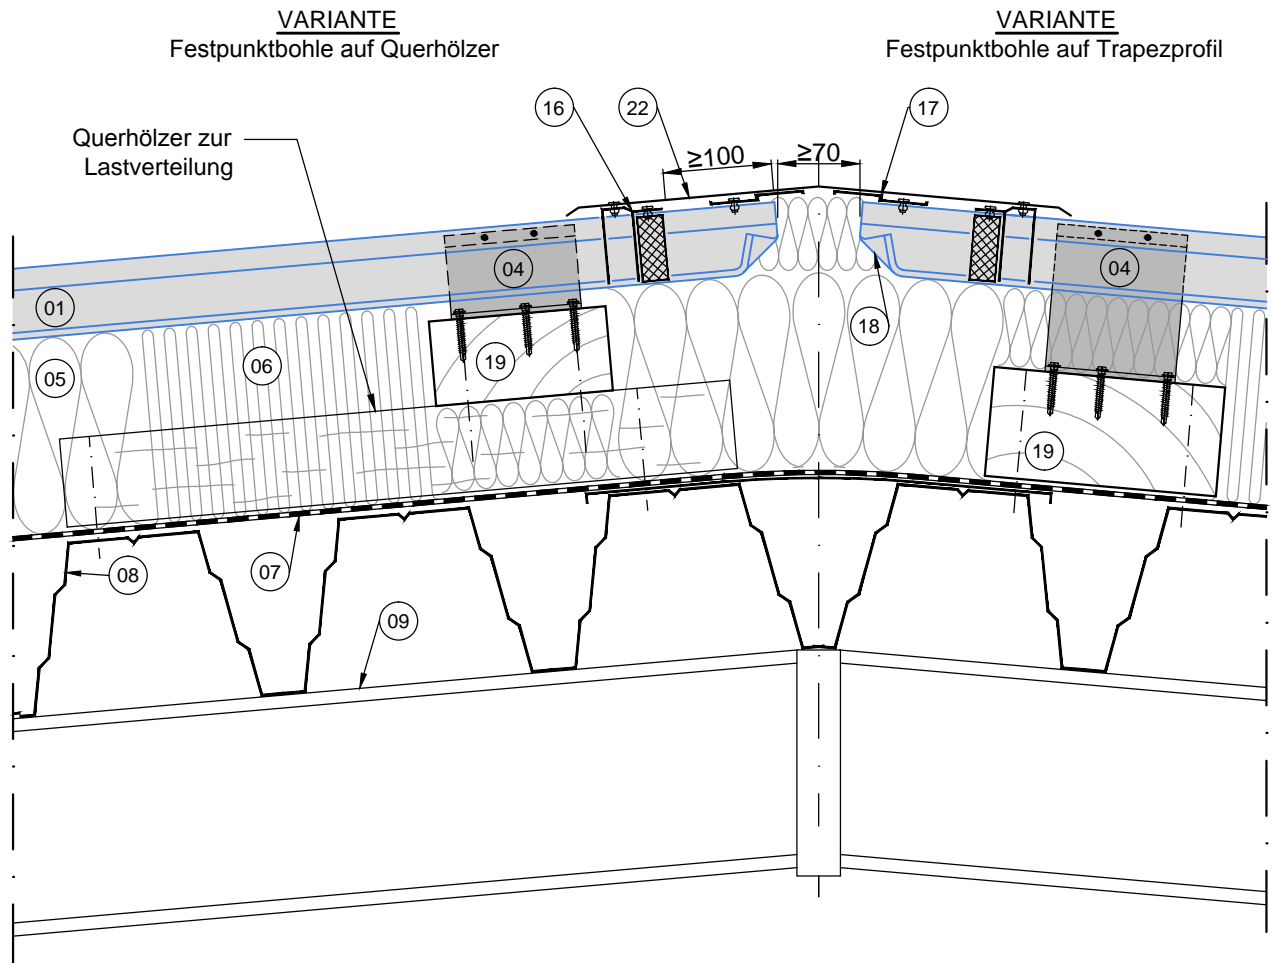 VARIANTE
Festpunktbohle auf Querhölzer
VARIANTE
Festpunktbohle auf Trapezprofil
16
22
17
Querhölzer zur
Lastverteilung
≥100
≥70
04
04
01
18
05
06
19
19
08
07
09